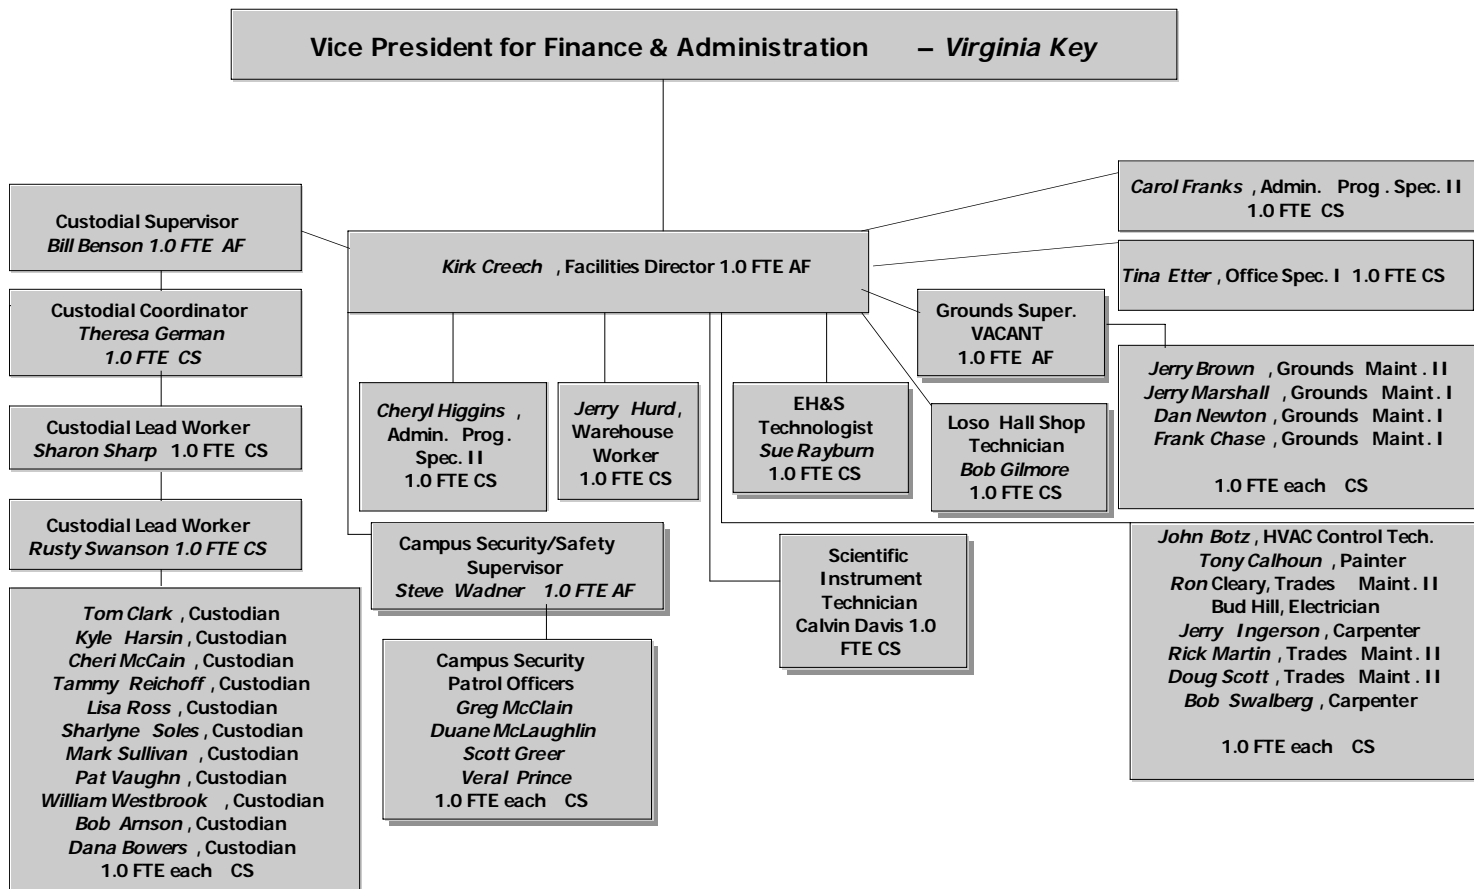 Vice President for Finance & Administration – Virginia Key
Custodial Supervisor
Bill Benson 1.0 FTE AF
Custodial Coordinator
Theresa German
1.0 FTE CS
Custodial Lead Worker
Sharon Sharp 1.0 FTE CS
Custodial Lead Worker
Rusty Swanson 1.0 FTE CS
Tom Clark , Custodian
Kyle Harsin , Custodian
Cheri McCain , Custodian
Tammy Reichoff , Custodian
Lisa Ross , Custodian
Sharlyne Soles , Custodian
Mark Sullivan , Custodian
Pat Vaughn , Custodian
William Westbrook , Custodian
Bob Arnson , Custodian
Dana Bowers , Custodian
1.0 FTE each CS
Kirk Creech , Facilities Director 1.0 FTE AF
Cheryl Higgins ,
Admin. Prog .
Spec. II
1.0 FTE CS
Jerry Hurd,
Warehouse
Worker
1.0 FTE CS
EH&S
Technologist
Sue Rayburn
1.0 FTE CS
Loso Hall Shop
Technician
Bob Gilmore
1.0 FTE CS
Grounds Super.
VACANT
1.0 FTE AF
Carol Franks , Admin. Prog . Spec. II
1.0 FTE CS
Tina Etter , Office Spec. I 1.0 FTE CS
Jerry Brown , Grounds Maint . II
Jerry Marshall , Grounds Maint . I
Dan Newton , Grounds Maint . I
Frank Chase , Grounds Maint . I
1.0 FTE each CS
Campus Security/Safety
Supervisor
Steve Wadner 1.0 FTE AF
Campus Security
Patrol Officers
Greg McClain
Duane McLaughlin
Scott Greer
Veral Prince
1.0 FTE each CS
Scientific
Instrument
Technician
Calvin Davis 1.0
FTE CS
John Botz , HVAC Control Tech.
Tony Calhoun , Painter
Ron Cleary, Trades Maint . II
Bud Hill, Electrician
Jerry Ingerson , Carpenter
Rick Martin , Trades Maint . II
Doug Scott , Trades Maint . II
Bob Swalberg , Carpenter
1.0 FTE each CS